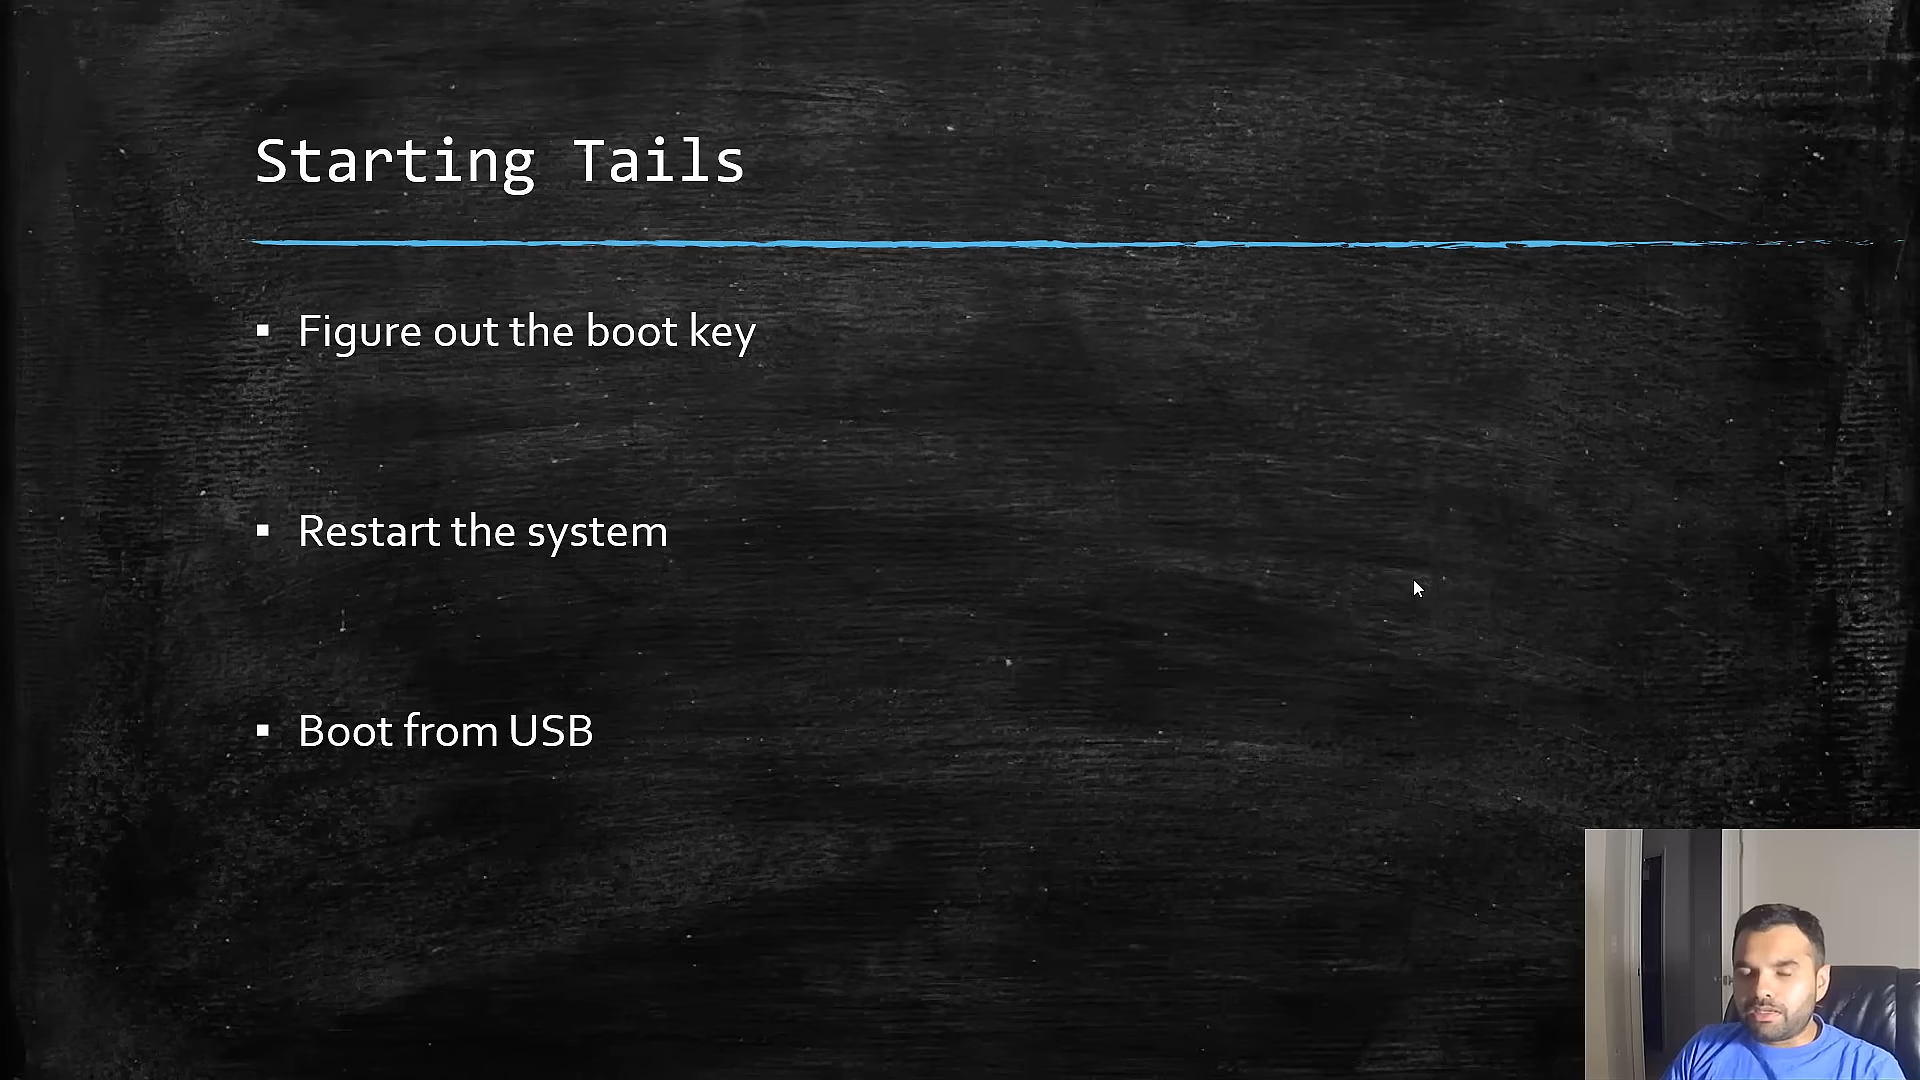 Starting Tails
▪ Figure out the boot key
▪ Restart the system
▪ Boot from USB